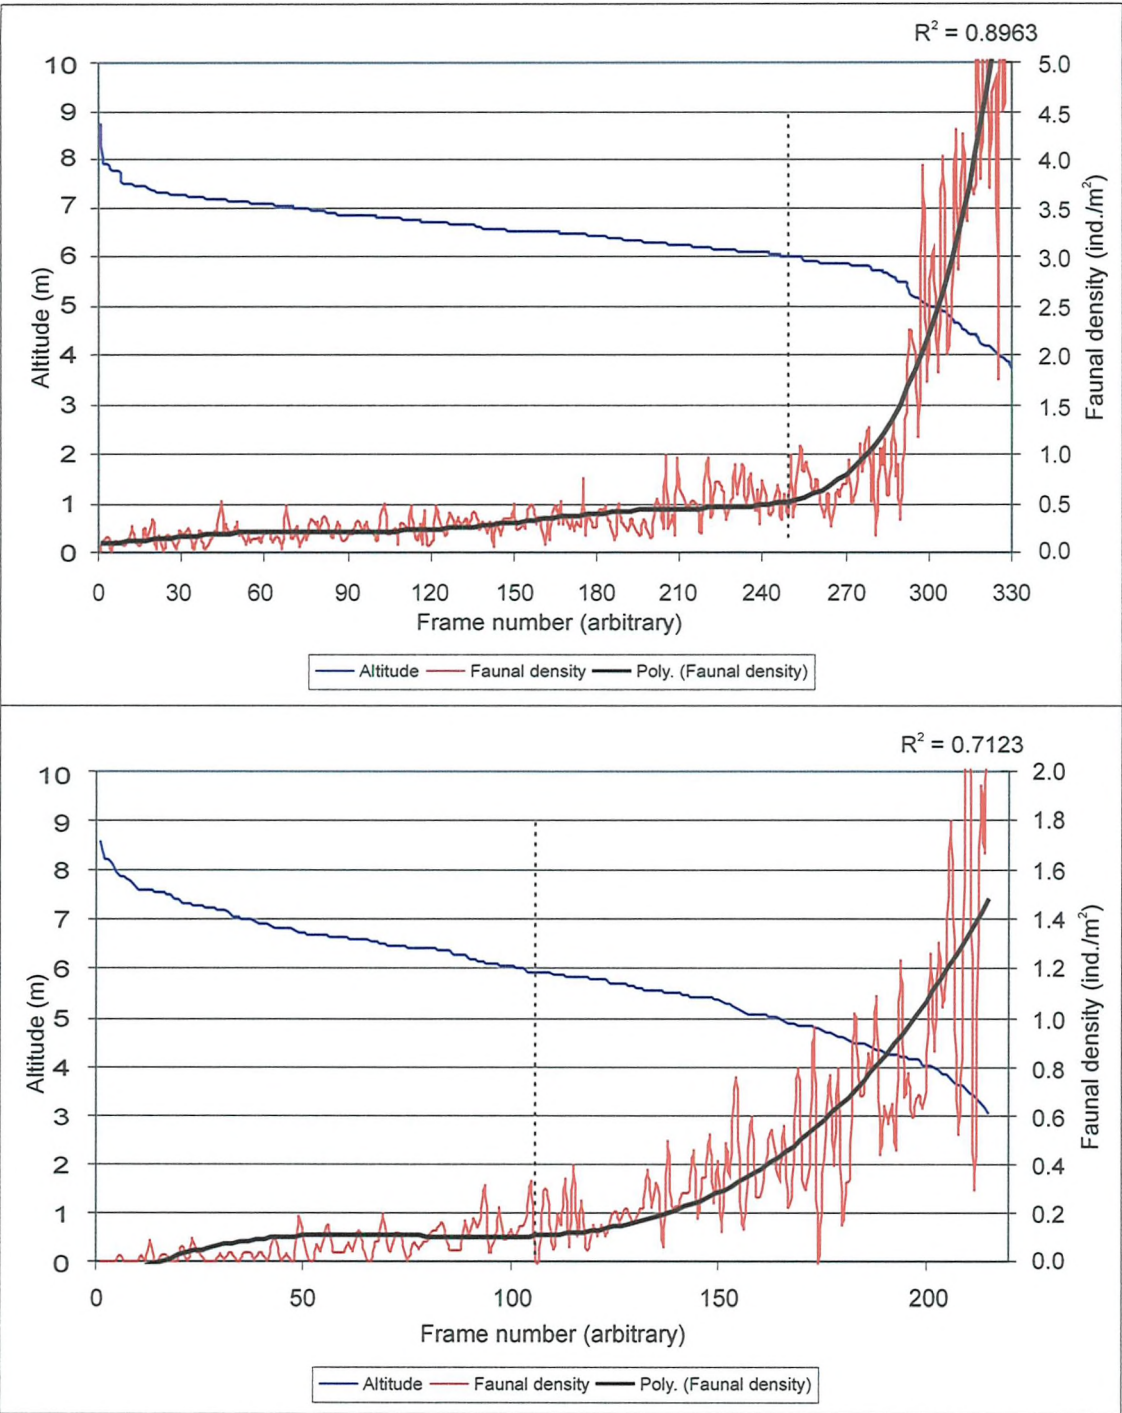 R² = 0.8963
10 5.0
9 4.5
8 4.0
7 3.5
6 3.0
5 2.5
4 2.0
3 1.5
2 1.0
1 0.5
0 0.0
Altitude (m)
Faunal density (ind./m²)
0 30 60 90 120 150 180 210 240 270 300 330
Frame number (arbitrary)
Altitude Faunal density Poly. (Faunal density)
R² = 0.7123
10 2.0
9 1.8
8 1.6
7 1.4
6 1.2
5 1.0
4 0.8
3 0.6
2 0.4
1 0.2
0 0.0
Altitude (m)
Faunal density (ind./m²)
0 50 100 150 200
Frame number (arbitrary)
Altitude Faunal density Poly. (Faunal density)